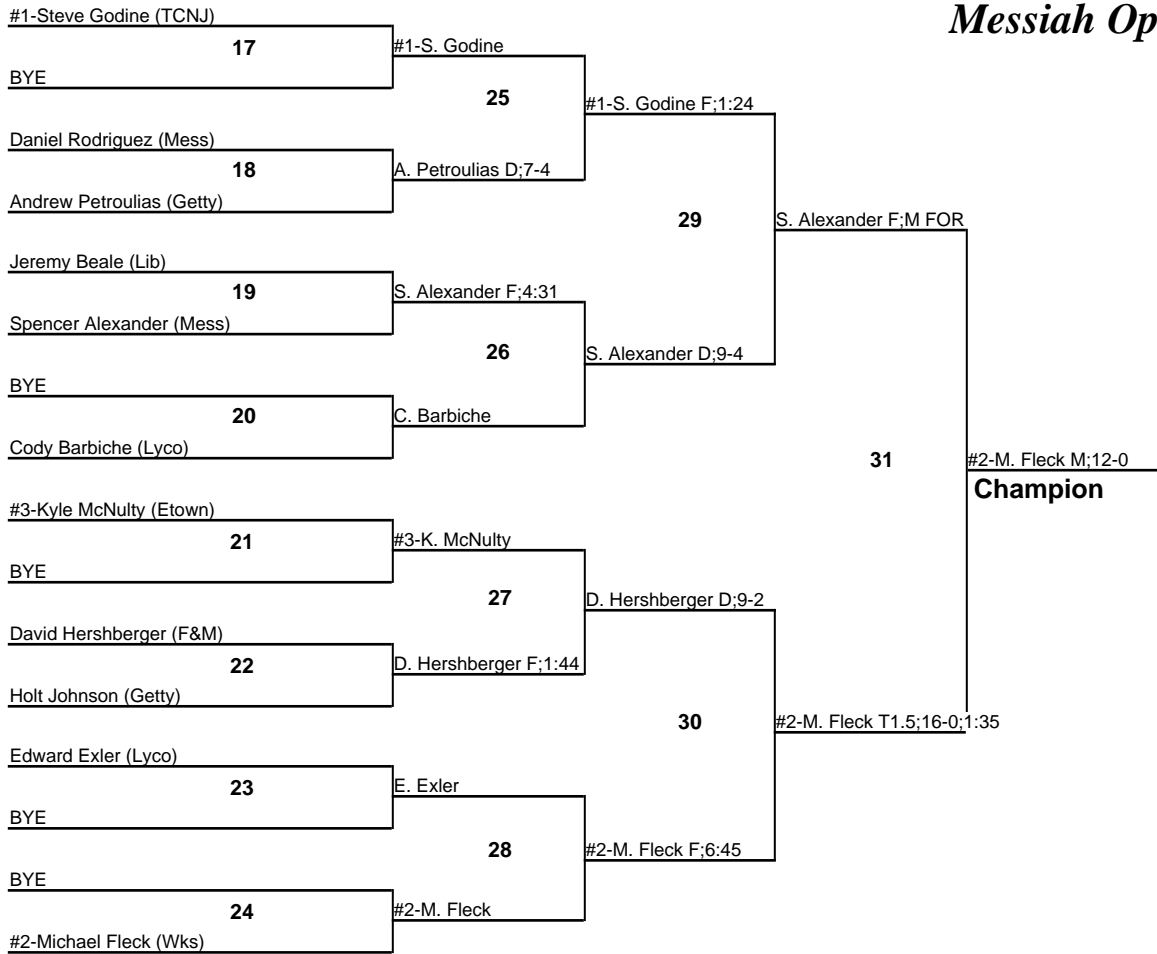 Messiah Op
#1-Steve Godine (TCNJ)
17
BYE
#1-S. Godine
25
Daniel Rodriguez (Mess)
18
Andrew Petroulias (Getty)
A. Petroulias D;7-4
#1-S. Godine F;1:24
29
Jeremy Beale (Lib)
19
Spencer Alexander (Mess)
S. Alexander F;4:31
26
BYE
20
Cody Barbiche (Lyco)
C. Barbiche
S. Alexander D;9-4
S. Alexander F;M FOR
31
#2-M. Fleck M;12-0
Champion
#3-Kyle McNulty (Etown)
21
BYE
#3-K. McNulty
27
David Hershberger (F&M)
22
Holt Johnson (Getty)
D. Hershberger F;1:44
D. Hershberger D;9-2
30
#2-M. Fleck T1.5;16-0;1:35
Edward Exler (Lyco)
23
BYE
E. Exler
28
BYE
24
#2-Michael Fleck (Wks)
#2-M. Fleck
#2-M. Fleck F;6:45